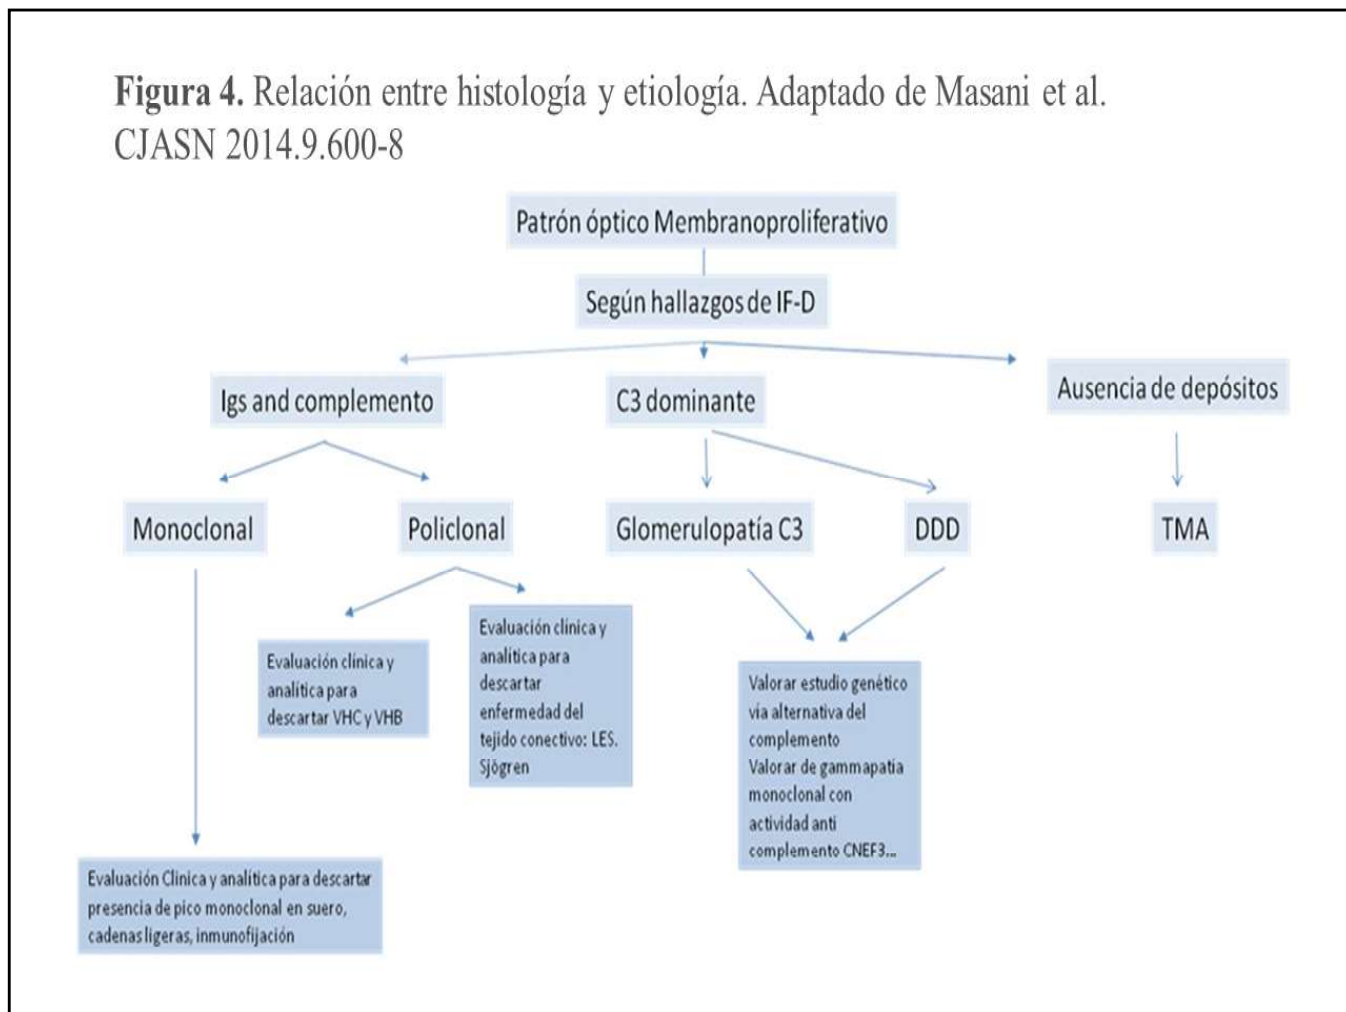 Figura 4. Relación entre histología y etiología. Adaptado de Masani et al.
CJASN 2014.9.600-8
Patrón óptico Membranoproliferativo
Según hallazgos de IF-D
Igs and complemento
C3 dominante
Ausencia de depósitos
Monoclonal
Policlonal
Glomerulopatía C3
DDD
TMA
Evaluación clínica y
analítica para
descartar VHC y VHB
Evaluación clínica y
analítica para
descartar
enfermedad del
tejido conectivo: LES.
Sjögren
Valorar estudio genético
vía alternativa del
complemento
Valorar de gammapatia
monoclonal con
actividad anti
complemento CNEF3...
Evaluación Clinica y analítica para descartar
presencia de pico monoclonal en suero,
cadenas ligeras, inmunofijación